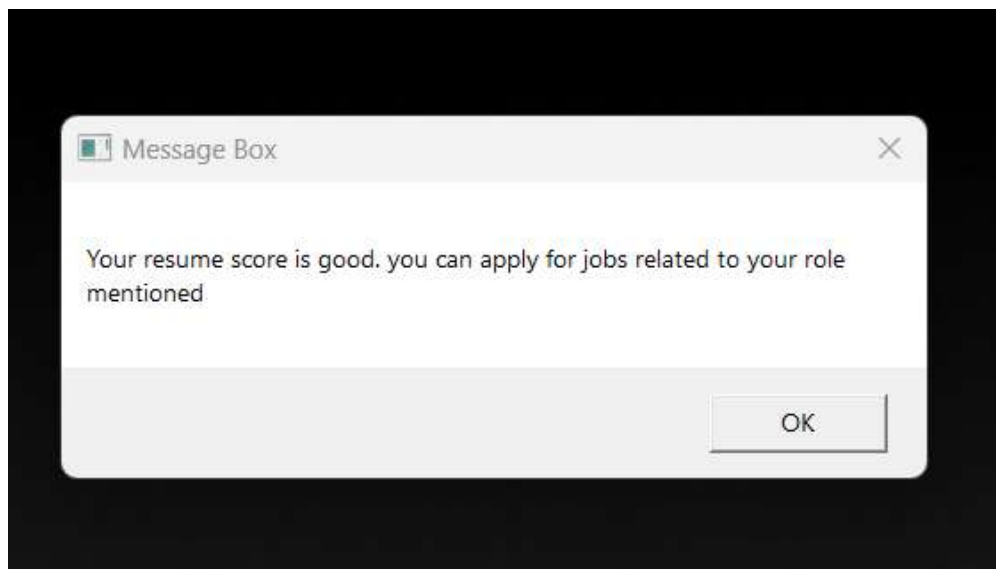 Message Box
Your resume score is good. you can apply for jobs related to your role
mentioned
OK